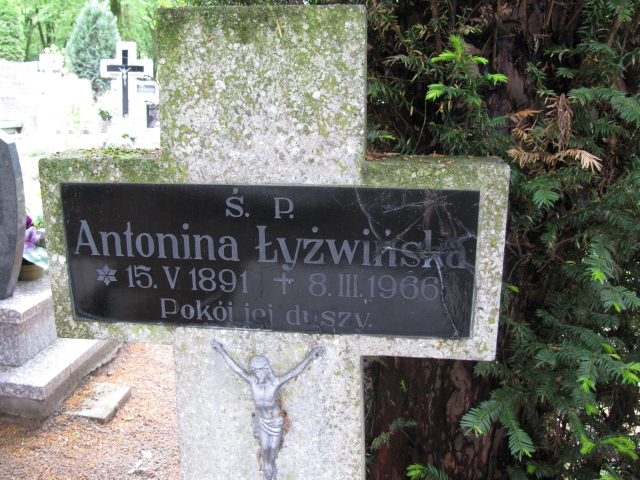 Ś. P.
Antonina Łyżwińska
* 15.V 1891 + 8.III.1966
Pokój jej duszy.